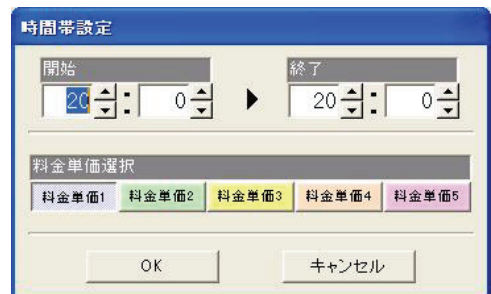 時間帯設定
開始 終了
20 : 0 ▶ 20 : 0
料金単価選択
料金単価1 料金単価2 料金単価3 料金単価4 料金単価5
OK キャンセル